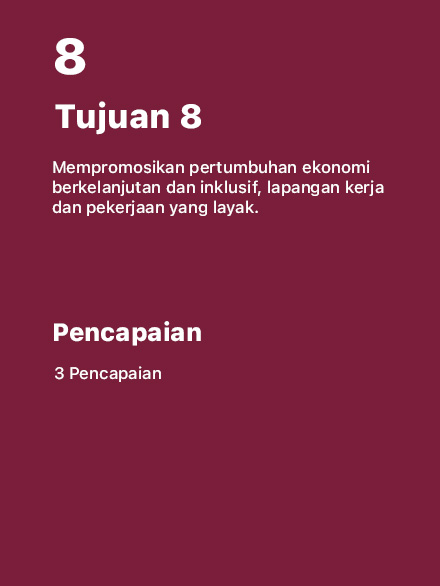 8
Tujuan 8
Mempromosikan pertumbuhan ekonomi
berkelanjutan dan inklusif, lapangan kerja
dan pekerjaan yang layak.
Pencapaian
3 Pencapaian